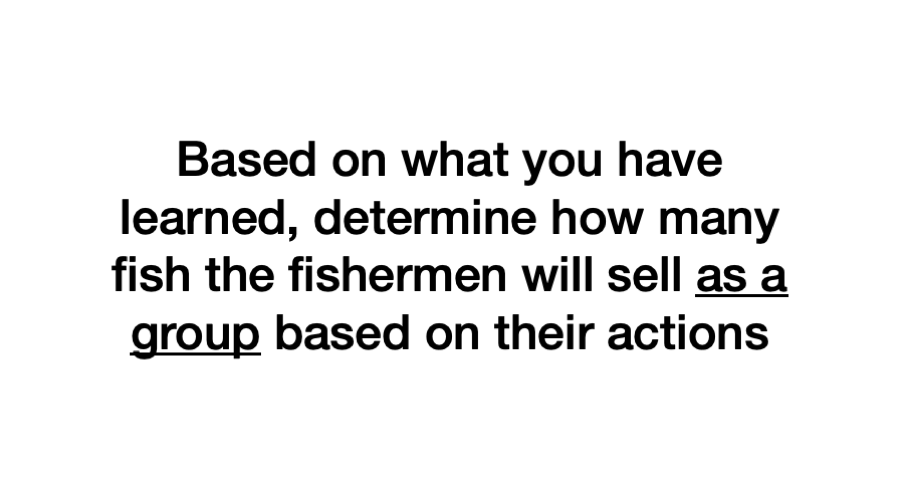 Based on what you have
learned, determine how many
fish the fishermen will sell as a
group based on their actions